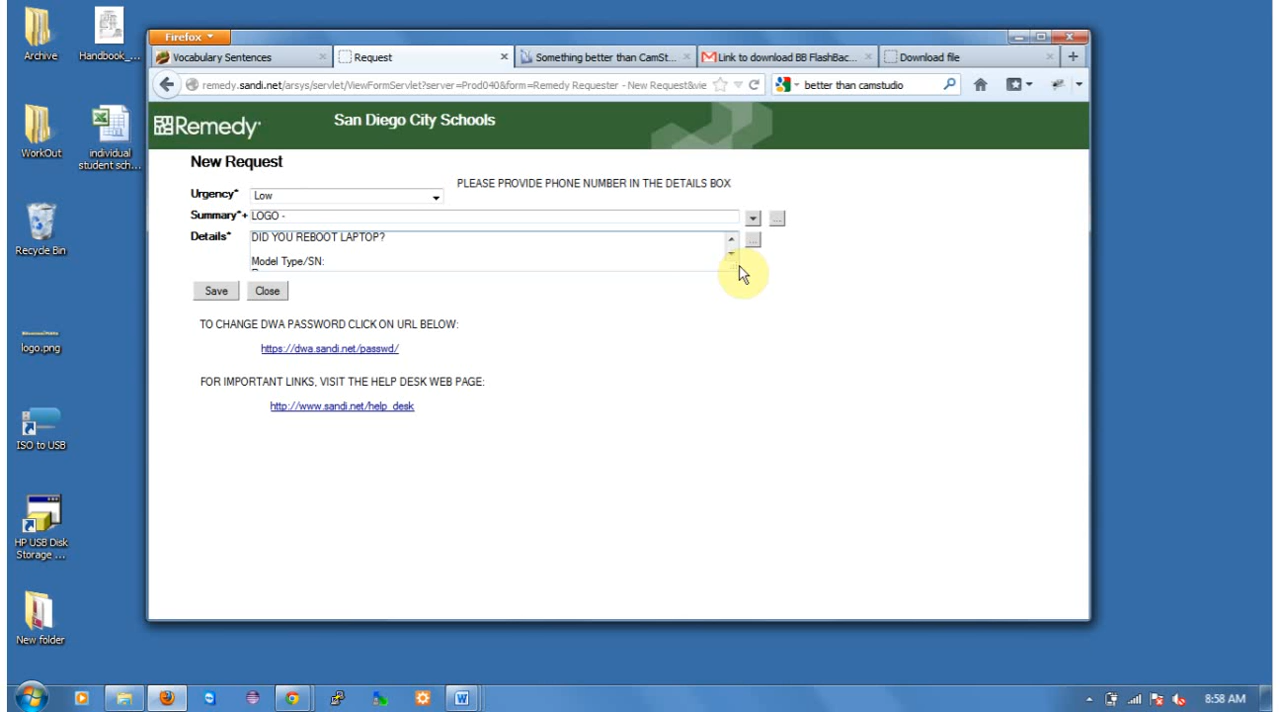 Archive
Handbook_...
WorkOut
individual
student sch...
Recycle Bin
logo.png
ISO to USB
HP USB Disk
Storage ...
New folder
Firefox
Vocabulary Sentences
Request
Something better than CamSt...
Link to download BB FlashBac...
Download file
remedy.sandi.net/arsys/servlet/ViewFormServlet?server=Prod040&form=Remedy Requester - New Request&vie
better than camstudio
Remedy
San Diego City Schools
New Request
PLEASE PROVIDE PHONE NUMBER IN THE DETAILS BOX
Urgency* Low
Summary*+ LOGO -
Details* DID YOU REBOOT LAPTOP?
Model Type/SN:
Save Close
TO CHANGE DWA PASSWORD CLICK ON URL BELOW:
https://dwa.sandi.net/passwd/
FOR IMPORTANT LINKS, VISIT THE HELP DESK WEB PAGE:
http://www.sandi.net/help_desk
8:58 AM